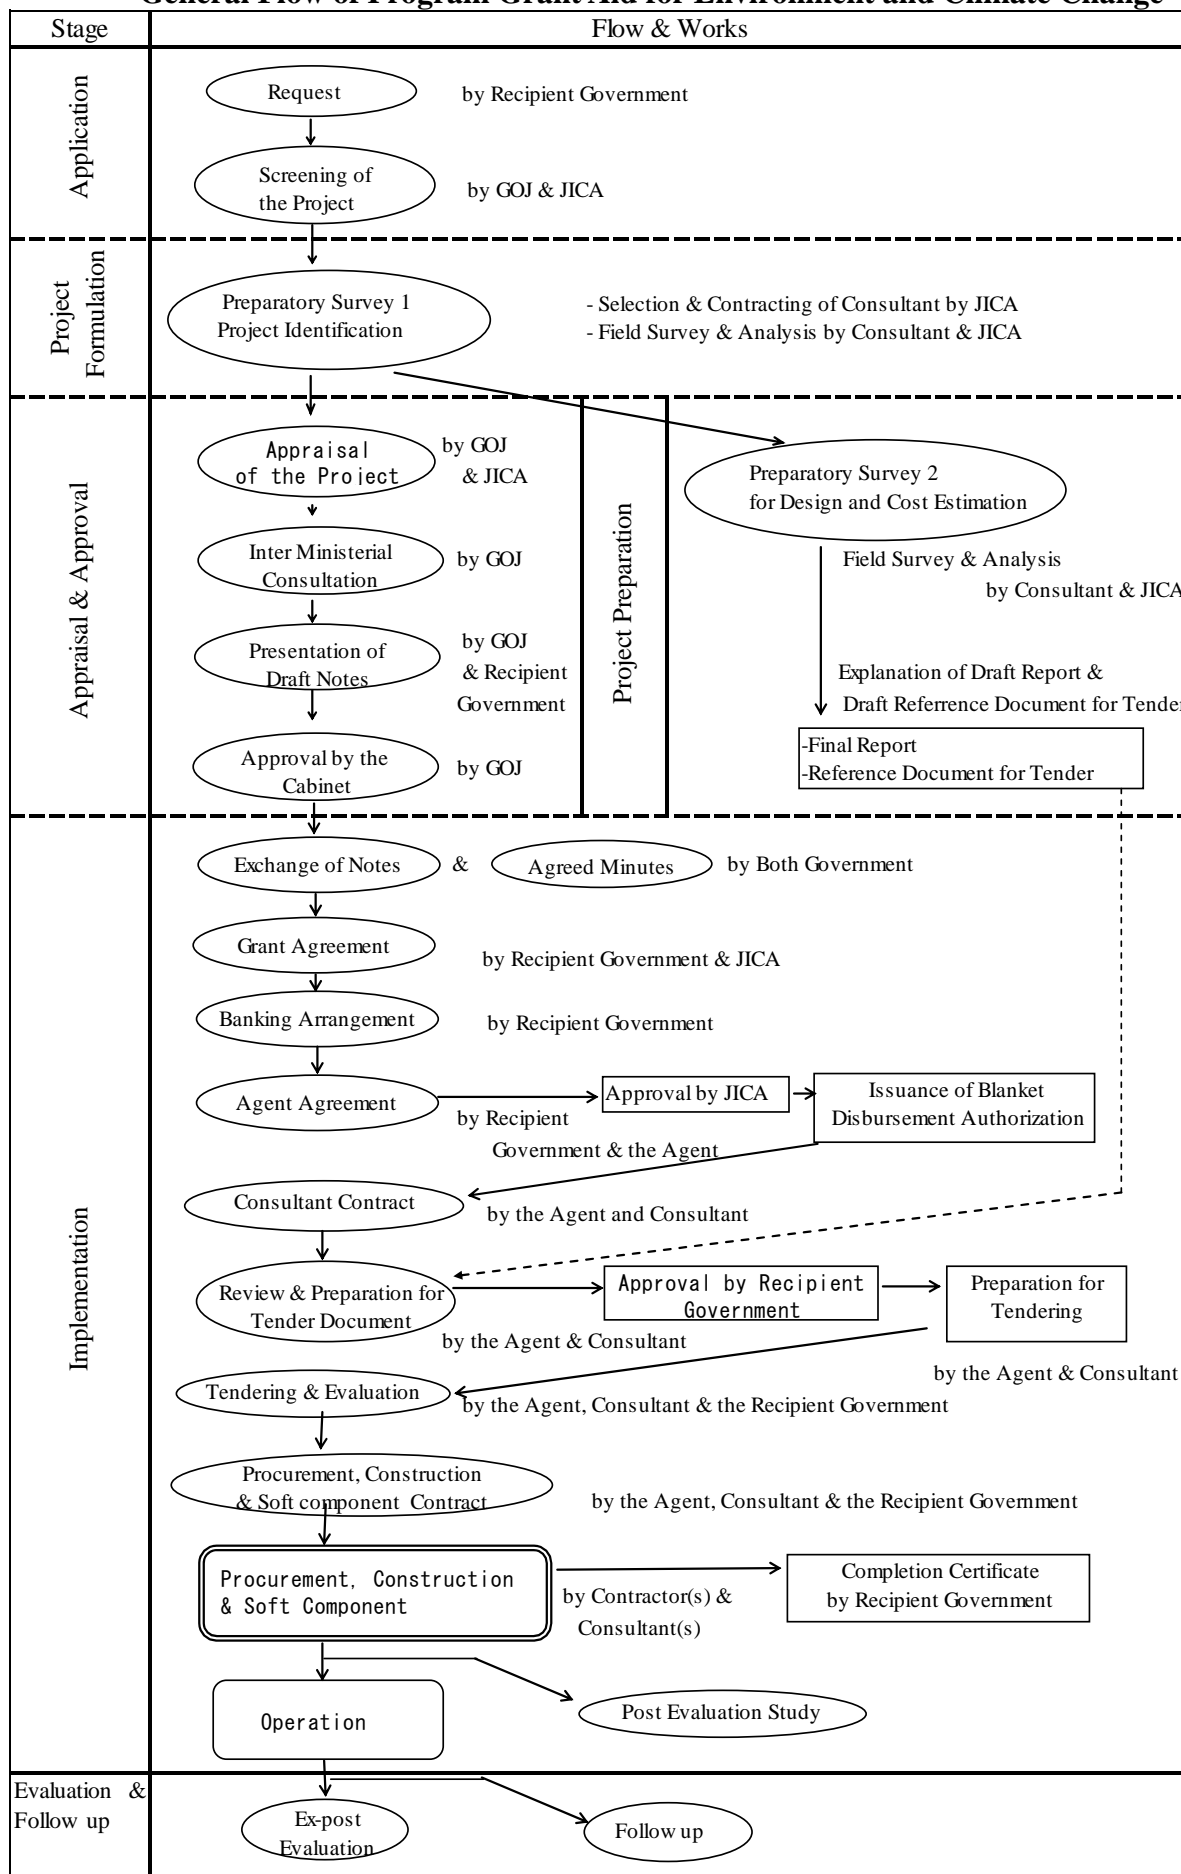 General Flow of Program Grant Aid for Environment and Climate Change
Stage
Flow & Works
Application
Request
by Recipient Government
Screening of
the Project
by GOJ & JICA
Project
Formulation
Preparatory Survey 1
Project Identification
- Selection & Contracting of Consultant by JICA
- Field Survey & Analysis by Consultant & JICA
Appraisal & Approval
Appraisal
of the Project
by GOJ
& JICA
Inter Ministerial
Consultation
by GOJ
Presentation of
Draft Notes
by GOJ
& Recipient
Government
Approval by the
Cabinet
by GOJ
Project Preparation
Preparatory Survey 2
for Design and Cost Estimation
Field Survey & Analysis
by Consultant & JICA
Explanation of Draft Report &
Draft Referrence Document for Tender
-Final Report
-Reference Document for Tender
Implementation
Exchange of Notes
&
Agreed Minutes
by Both Government
Grant Agreement
by Recipient Government & JICA
Banking Arrangement
by Recipient Government
Agent Agreement
by Recipient
Government & the Agent
Approval by JICA
Issuance of Blanket
Disbursement Authorization
Consultant Contract
by the Agent and Consultant
Review & Preparation for
Tender Document
by the Agent & Consultant
Approval by Recipient
Government
Preparation for
Tendering
by the Agent & Consultant
Tendering & Evaluation
by the Agent, Consultant & the Recipient Government
Procurement, Construction
& Soft component Contract
by the Agent, Consultant & the Recipient Government
Procurement, Construction
& Soft Component
by Contractor(s) &
Consultant(s)
Completion Certificate
by Recipient Government
Operation
Post Evaluation Study
Evaluation &
Follow up
Ex-post
Evaluation
Follow up